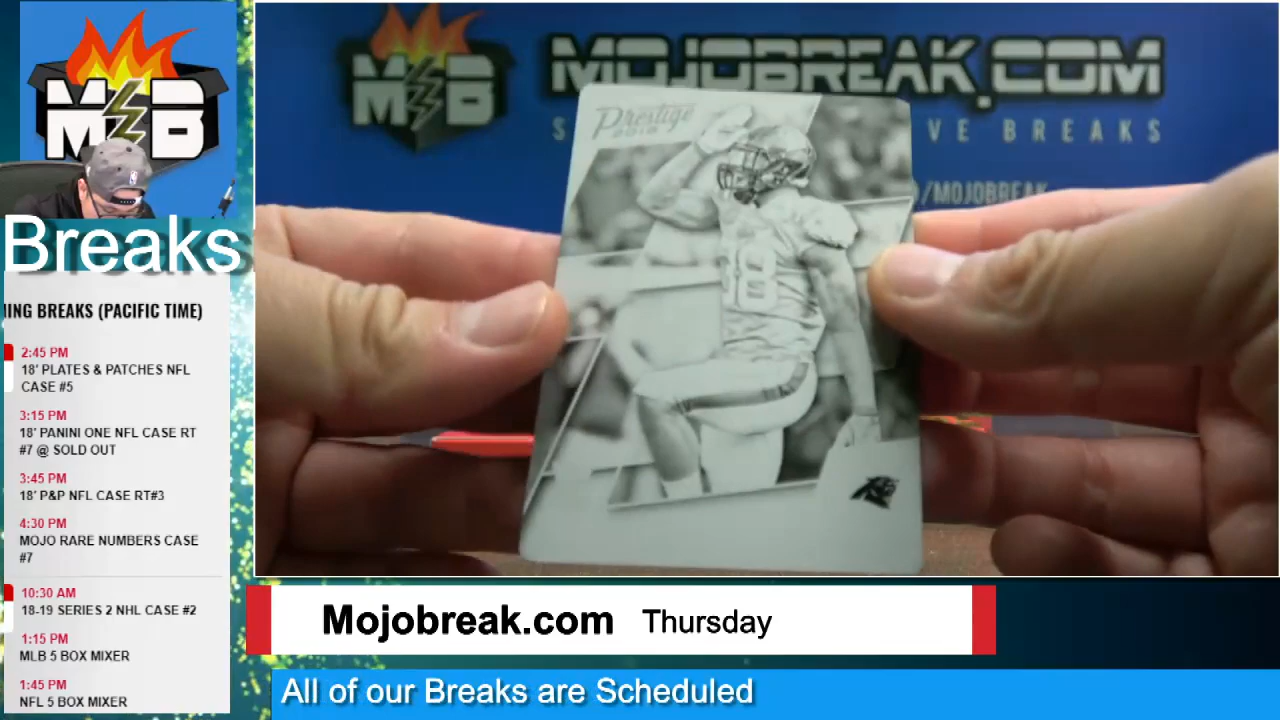 M B
MOJOBREAK.COM
VE BREAKS
/MOJOBREAK
Prestige
2018
88
M B
Breaks
ING BREAKS (PACIFIC TIME)
2:45 PM
18' PLATES & PATCHES NFL
CASE #5
3:15 PM
18' PANINI ONE NFL CASE RT
#7 @ SOLD OUT
3:45 PM
18' P&P NFL CASE RT#3
4:30 PM
MOJO RARE NUMBERS CASE
#7
10:30 AM
18-19 SERIES 2 NHL CASE #2
1:15 PM
MLB 5 BOX MIXER
1:45 PM
NFL 5 BOX MIXER
Mojobreak.com Thursday
All of our Breaks are Scheduled